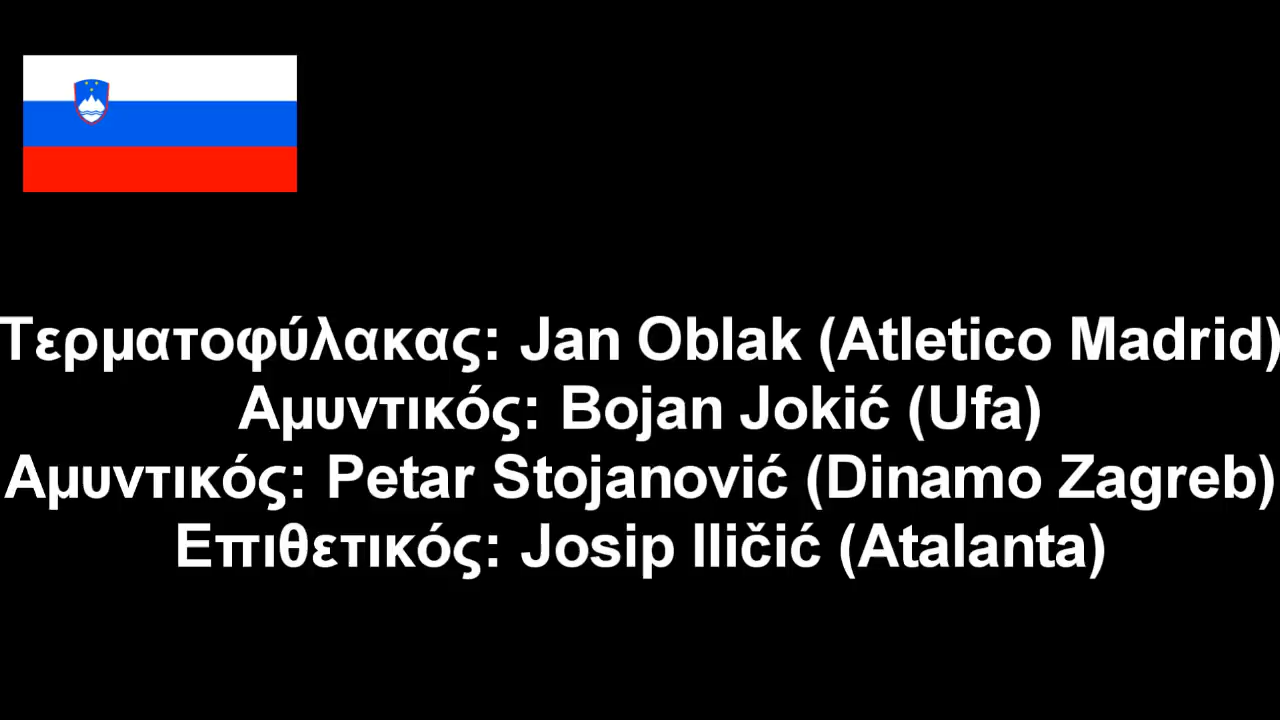 Τερματοφύλακας: Jan Oblak (Atletico Madrid)
Αμυντικός: Bojan Jokić (Ufa)
Αμυντικός: Petar Stojanović (Dinamo Zagreb)
Επιθετικός: Josip Iličić (Atalanta)